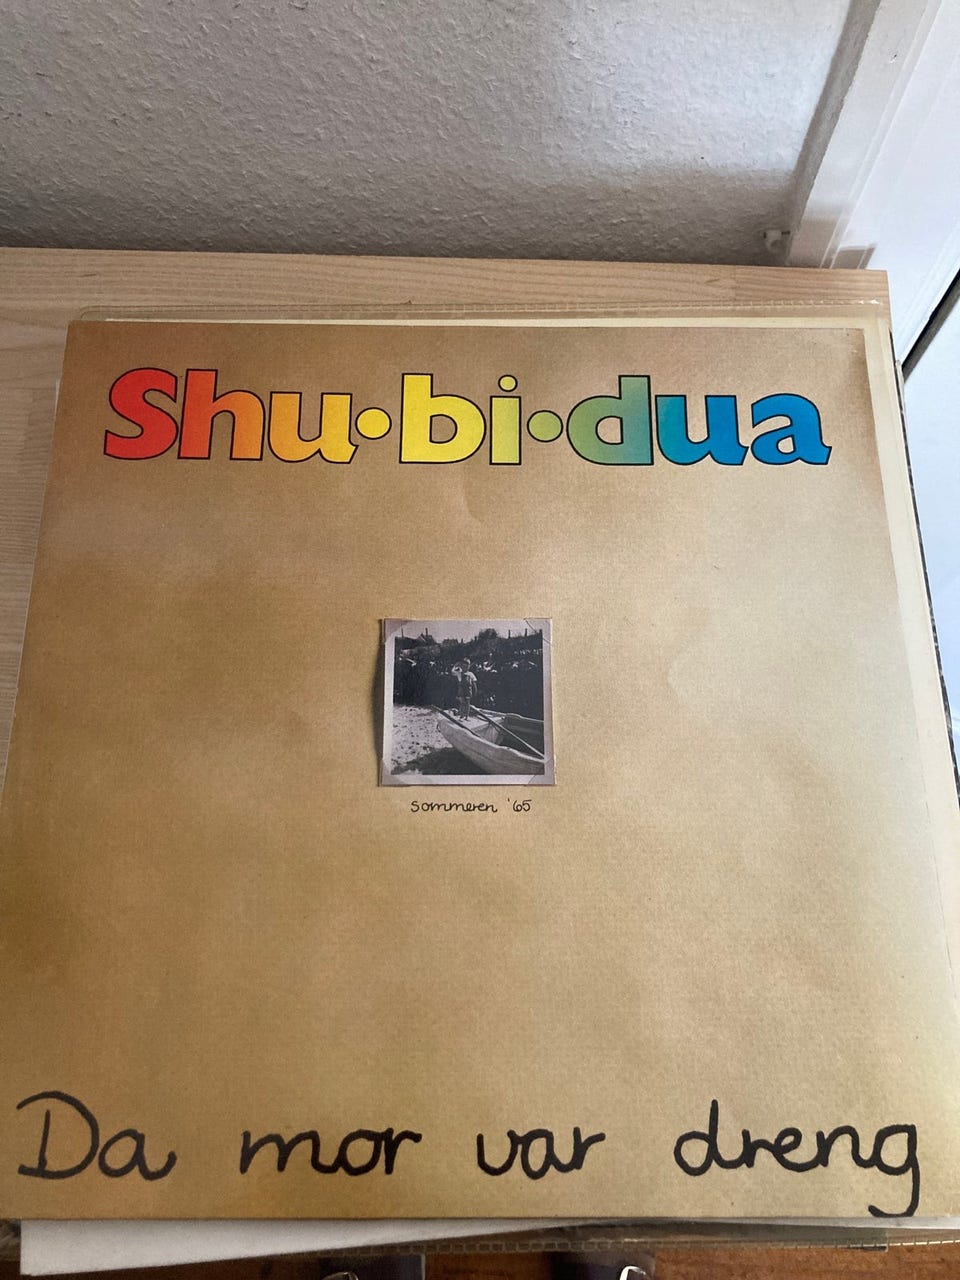 Shu•bi•dua
sommeren '65
Da mor var dreng